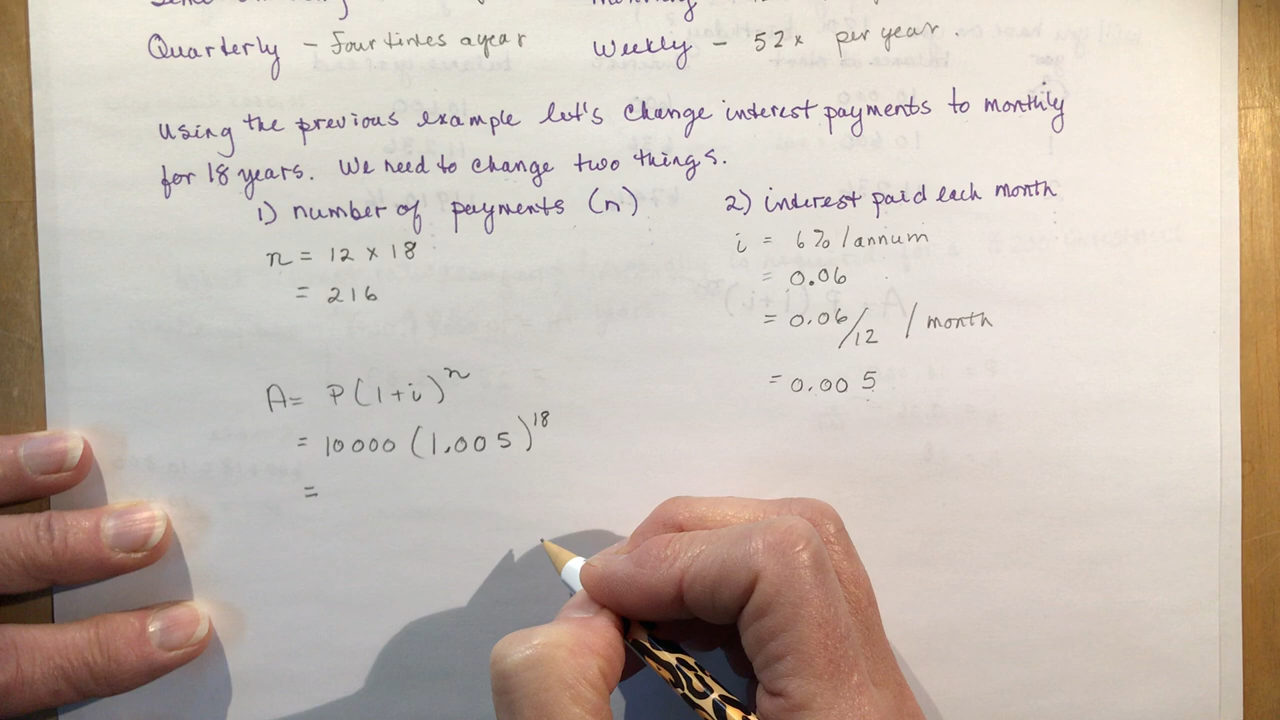 Quarterly - four times a year
Weekly - 52x per year.
using the previous example let's change interest payments to monthly
for 18 years. We need to change two things.
1) number of payments (n)
n = 12 x 18
= 216
2) interest paid each month
i = 6% / annum
= 0.06
= 0.06/12 / month
= 0.005
A = P(1+i)^n
= 10000 (1.005)^18
=